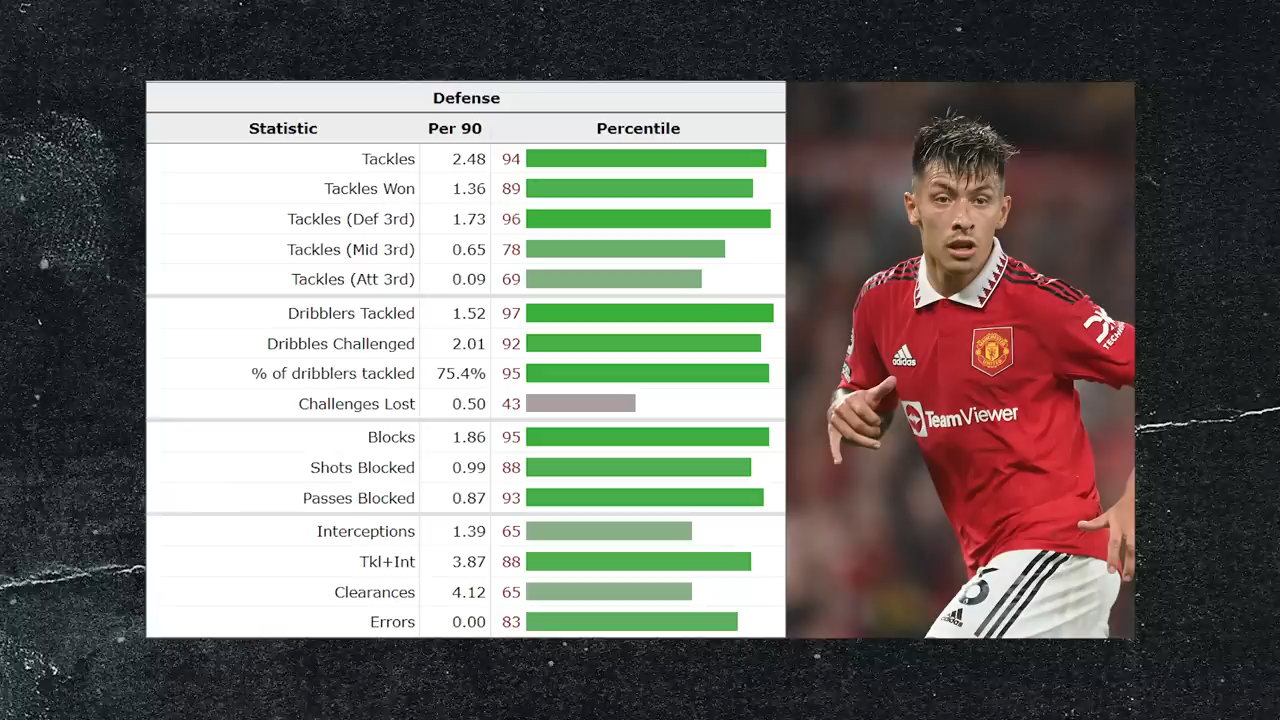 Defense
Statistic Per 90 Percentile
Tackles 2.48 94
Tackles Won 1.36 89
Tackles (Def 3rd) 1.73 96
Tackles (Mid 3rd) 0.65 78
Tackles (Att 3rd) 0.09 69
Dribblers Tackled 1.52 97
Dribbles Challenged 2.01 92
% of dribblers tackled 75.4% 95
Challenges Lost 0.50 43
Blocks 1.86 95
Shots Blocked 0.99 88
Passes Blocked 0.87 93
Interceptions 1.39 65
Tkl+Int 3.87 88
Clearances 4.12 65
Errors 0.00 83
adidas
TeamViewer
adidas